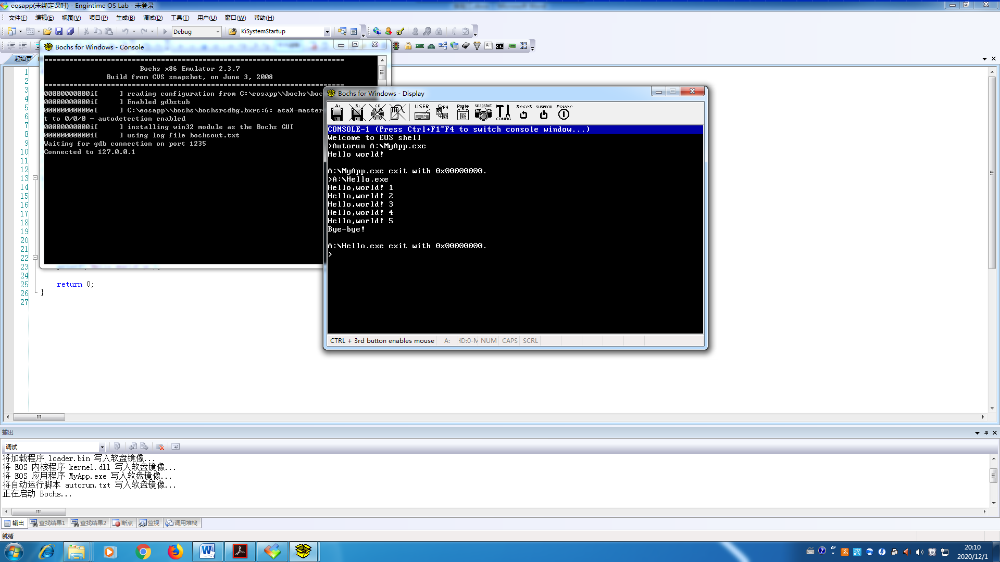 eosapp(未绑定课时) - Engintime OS Lab - 未登录
文件(F) 编辑(E) 视图(V) 项目(P) 生成(B) 调试(D) 工具(T) 用户(U) 窗口(W) 帮助(H)
Debug KiSystemStartup
起始页
Bochs for Windows - Console
Bochs x86 Emulator 2.3.7
Build from CVS snapshot, on June 3, 2008
00000000000i[ ] reading configuration from C:\eosapp\\bochs\boc
00000000000i[ ] Enabled gdbstub
00000000000e[ ] C:\eosapp\\bochs\bochsrcdbg.bxrc:6: ataX-master
t to 0/0/0 - autodetection enabled
00000000000i[ ] installing win32 module as the Bochs GUI
00000000000i[ ] using log file bochsout.txt
Waiting for gdb connection on port 1235
Connected to 127.0.0.1
Bochs for Windows - Display
A: B: CD USER Copy Paste snapshot CONFIG Reset SUSPEND Power
CONSOLE-1 (Press Ctrl+F1~F4 to switch console window...)
Welcome to EOS shell
>Autorun A:\MyApp.exe
Hello world!
A:\MyApp.exe exit with 0x00000000.
>A:\Hello.exe
Hello,world! 1
Hello,world! 2
Hello,world! 3
Hello,world! 4
Hello,world! 5
Bye-bye!
A:\Hello.exe exit with 0x00000000.
>
CTRL + 3rd button enables mouse A: HD:0-M NUM CAPS SCRL
1
2
3
4
5
6
7
8
9
10
11
12
13
14
15
16
17
18
19
20
21
22
23
24
25 return 0;
26 }
27
输出
调试
将加载程序 loader.bin 写入软盘镜像...
将 EOS 内核程序 kernel.dll 写入软盘镜像...
将 EOS 应用程序 MyApp.exe 写入软盘镜像...
将自动运行脚本 autorun.txt 写入软盘镜像...
正在启动 Bochs...
输出 查找结果1 查找结果2 断点 监视 调用堆栈
就绪
20:10
2020/12/1